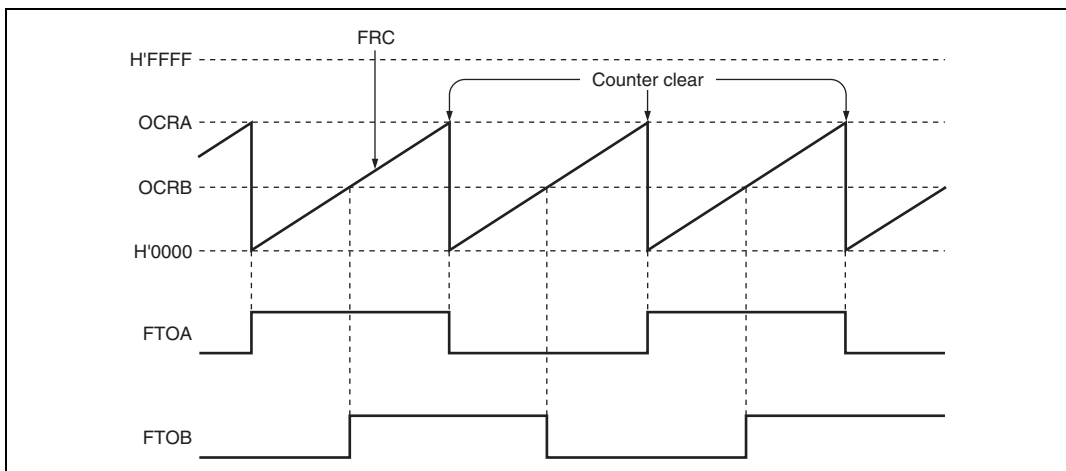 FRC
H'FFFF
Counter clear
OCRA
OCRB
H'0000
FTOA
FTOB